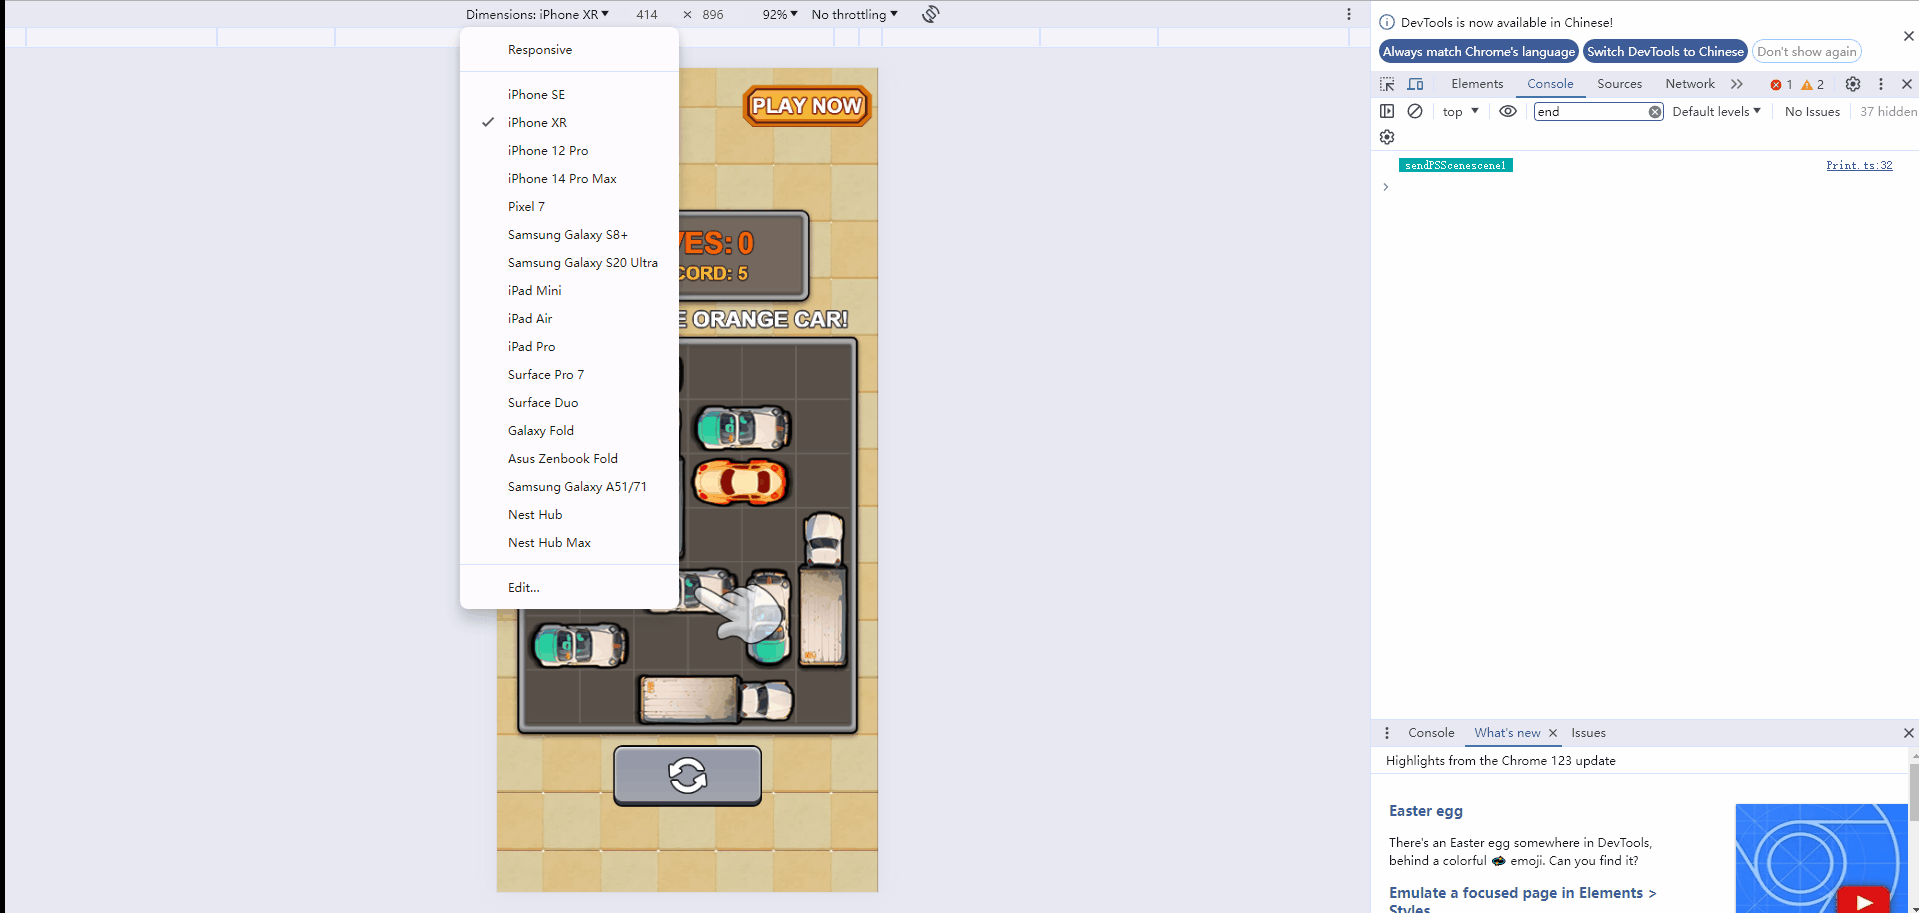 Dimensions: iPhone XR ▼ 414 × 896 92% ▼ No throttling ▼
Responsive
iPhone SE
iPhone XR
iPhone 12 Pro
iPhone 14 Pro Max
Pixel 7
Samsung Galaxy S8+
Samsung Galaxy S20 Ultra
iPad Mini
iPad Air
iPad Pro
Surface Pro 7
Surface Duo
Galaxy Fold
Asus Zenbook Fold
Samsung Galaxy A51/71
Nest Hub
Nest Hub Max
Edit...
PLAY NOW
VES: 0
CORD: 5
E ORANGE CAR!
DevTools is now available in Chinese!
Always match Chrome's language Switch DevTools to Chinese Don't show again
Elements Console Sources Network 1 2
top ▼ end Default levels ▼ No Issues 37 hidden
sendPSScenescene1 Print.ts:32
Console What's new Issues
Highlights from the Chrome 123 update
Easter egg
There's an Easter egg somewhere in DevTools,
behind a colorful emoji. Can you find it?
Emulate a focused page in Elements >
Styles